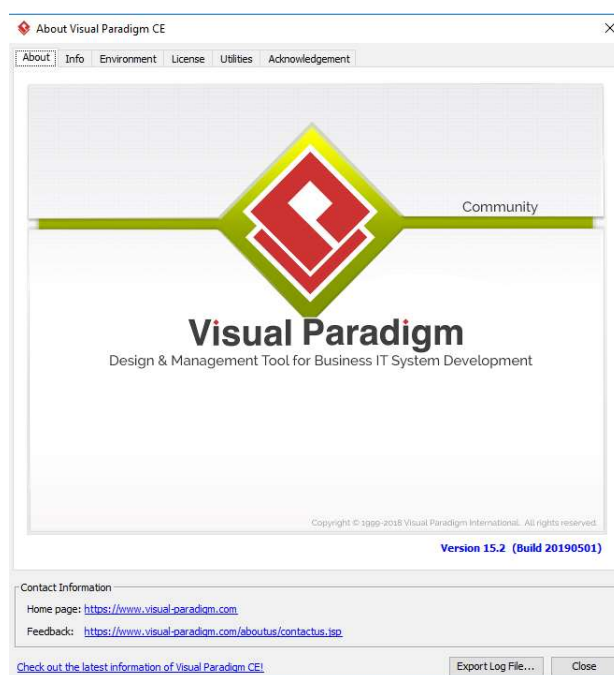 About Visual Paradigm CE
About Info Environment License Utilities Acknowledgement
Community
Visual Paradigm
Design & Management Tool for Business IT System Development
Copyright © 1999-2018 Visual Paradigm International. All rights reserved.
Version 15.2 (Build 20190501)
Contact Information
Home page: https://www.visual-paradigm.com
Feedback: https://www.visual-paradigm.com/aboutus/contactus.jsp
Check out the latest information of Visual Paradigm CE! Export Log File... Close